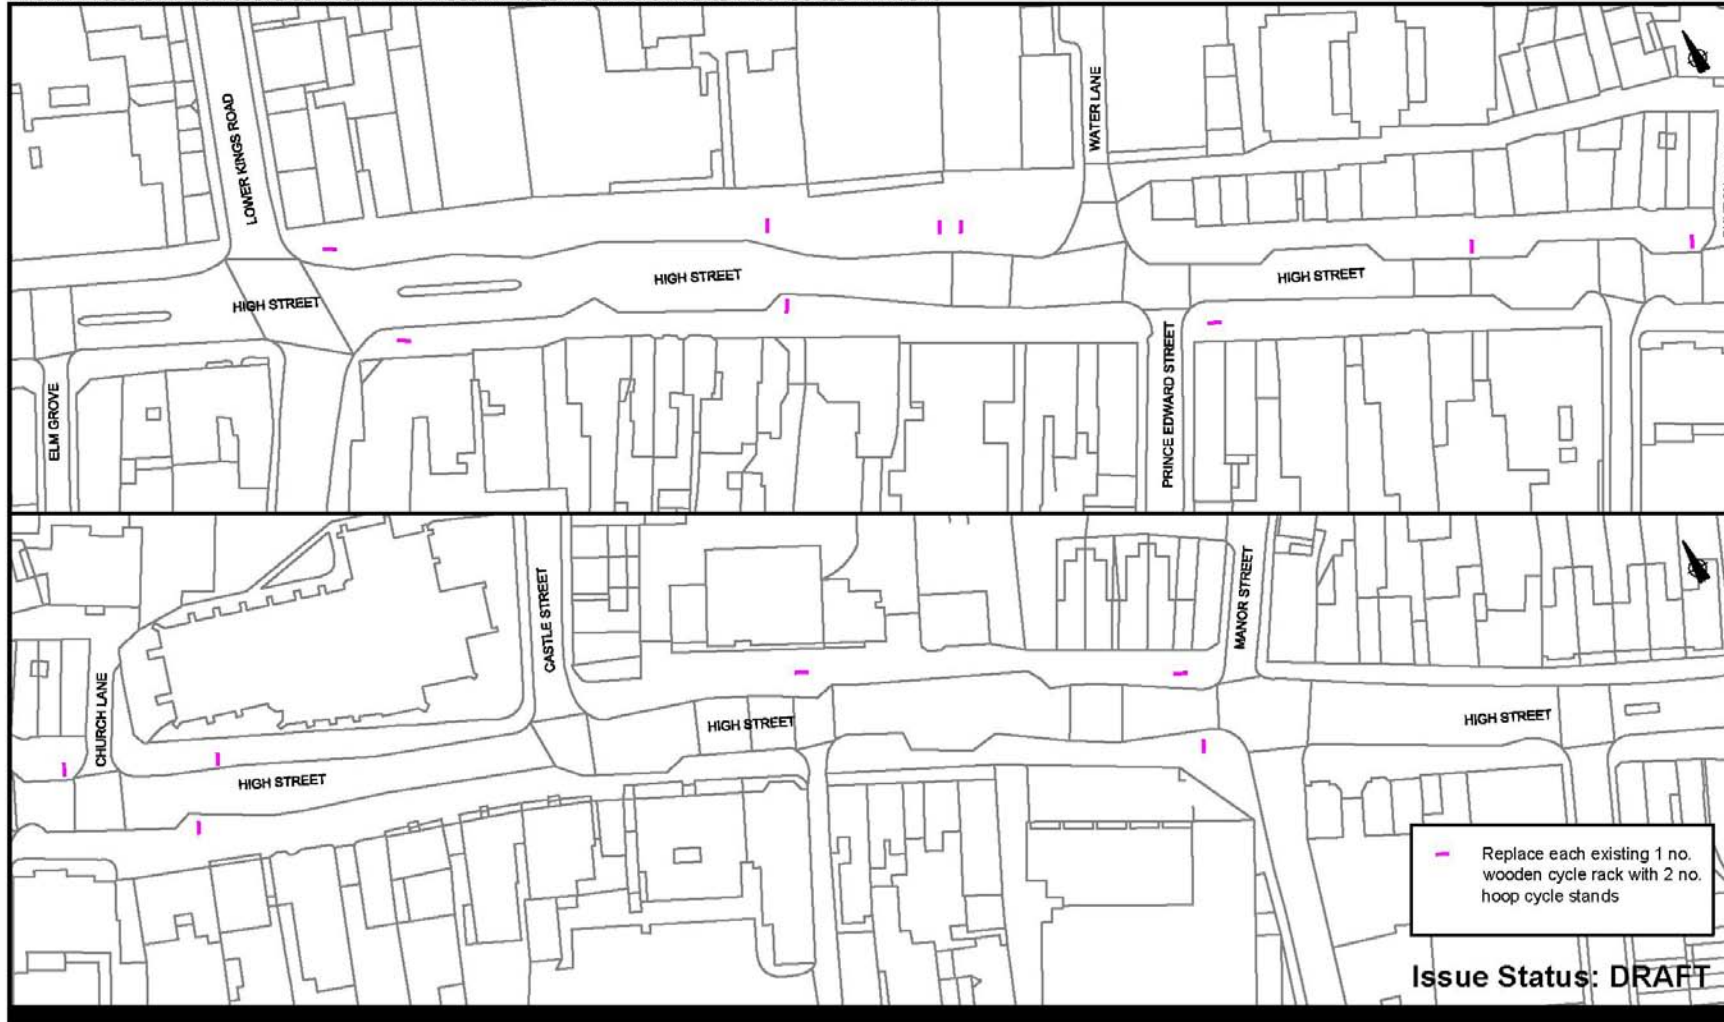 LOWER KINGS ROAD
WATER LANE
HIGH STREET
HIGH STREET
HIGH STREET
ELM GROVE
PRINCE EDWARD STREET
CASTLE STREET
MANOR STREET
CHURCH LANE
HIGH STREET
HIGH STREET
HIGH STREET
Replace each existing 1 no.
wooden cycle rack with 2 no.
hoop cycle stands
Issue Status: DRAFT